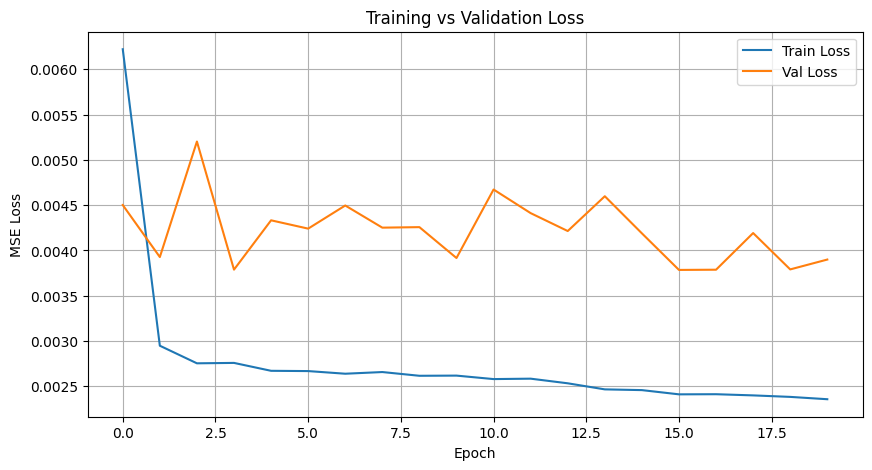 Training vs Validation Loss
Train Loss
Val Loss
0.0060
0.0055
0.0050
0.0045
0.0040
0.0035
0.0030
0.0025
MSE Loss
0.0 2.5 5.0 7.5 10.0 12.5 15.0 17.5
Epoch